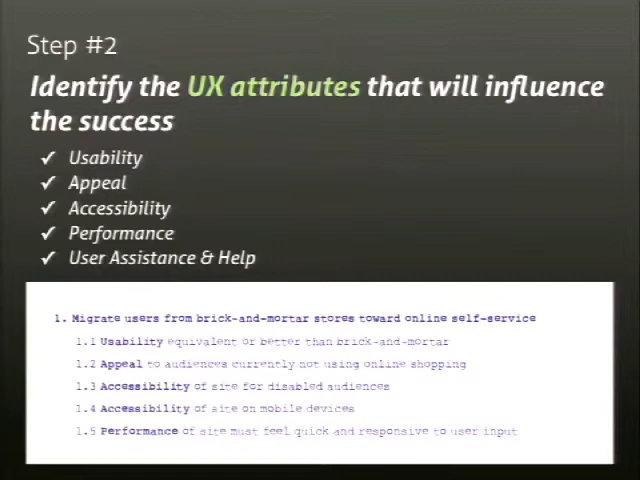 Step #2
Identify the UX attributes that will influence
the success
✓ Usability
✓ Appeal
✓ Accessibility
✓ Performance
✓ User Assistance & Help
1. Migrate users from brick-and-mortar stores toward online self-service
1.1 Usability equivalent or better than brick-and-mortar
1.2 Appeal to audiences currently not using online shopping
1.3 Accessibility of site for disabled audiences
1.4 Accessibility of site on mobile devices
1.5 Performance of site must feel quick and responsive to user input